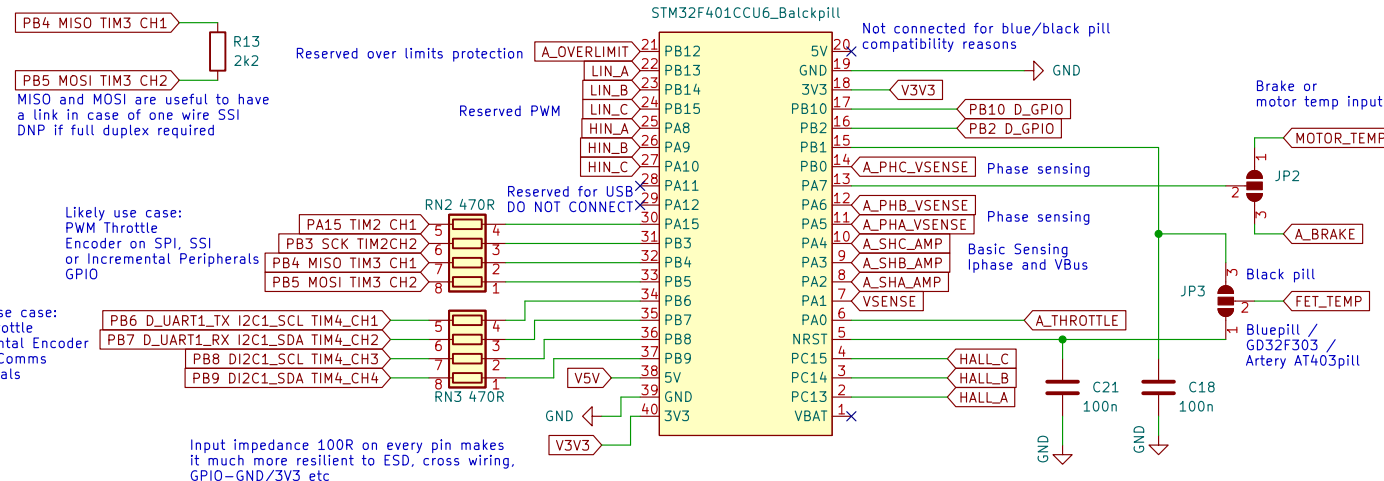 STM32F401CCU6_Balckpill
PB4 MISO TIM3 CH1
R13
2k2
PB5 MOSI TIM3 CH2
MISO and MOSI are useful to have
a link in case of one wire SSI
DNP if full duplex required
Reserved over limits protection
A_OVERLIMIT 21 PB12
LIN_A 22 PB13
LIN_B 23 PB14
Reserved PWM
LIN_C 24 PB15
HIN_A 25 PA8
HIN_B 26 PA9
HIN_C 27 PA10
28 PA11
29 PA12
Reserved for USB
DO NOT CONNECT
Likely use case:
PWM Throttle
Encoder on SPI, SSI
or Incremental Peripherals
GPIO
RN2 470R
PA15 TIM2 CH1 5 4 30 PA15
PB3 SCK TIM2CH2 6 3 31 PB3
PB4 MISO TIM3 CH1 7 2 32 PB4
PB5 MOSI TIM3 CH2 8 1 33 PB5
se case:
ottle
ntal Encoder
Comms
als
PB6 D_UART1_TX I2C1_SCL TIM4_CH1 5 4 34 PB6
PB7 D_UART1_RX I2C1_SDA TIM4_CH2 6 3 35 PB7
PB8 DI2C1_SCL TIM4_CH3 7 2 36 PB8
PB9 DI2C1_SDA TIM4_CH4 8 1 37 PB9
RN3 470R
V5V 38 5V
GND 39 GND
V3V3 40 3V3
Input impedance 100R on every pin makes
it much more resilient to ESD, cross wiring,
GPIO-GND/3V3 etc
5V 20
Not connected for blue/black pill
compatibility reasons
GND 19 GND
3V3 18 V3V3
PB10 17 PB10 D_GPIO
PB2 16 PB2 D_GPIO
PB1 15
PB0 14 A_PHC_VSENSE
Phase sensing
PA7 13
PA6 12 A_PHB_VSENSE
PA5 11 A_PHA_VSENSE
Phase sensing
PA4 10 A_SHC_AMP
PA3 9 A_SHB_AMP
PA2 8 A_SHA_AMP
Basic Sensing
Iphase and VBus
PA1 7 VSENSE
PA0 6 A_THROTTLE
NRST 5
PC15 4 HALL_C
PC14 3 HALL_B
PC13 2 HALL_A
VBAT 1
Brake or
motor temp input
MOTOR_TEMP
1
2
3
JP2
A_BRAKE
Black pill
3
JP3
2
1
FET_TEMP
Bluepill /
GD32F303 /
Artery AT403pill
C21
100n
GND
C18
100n
GND